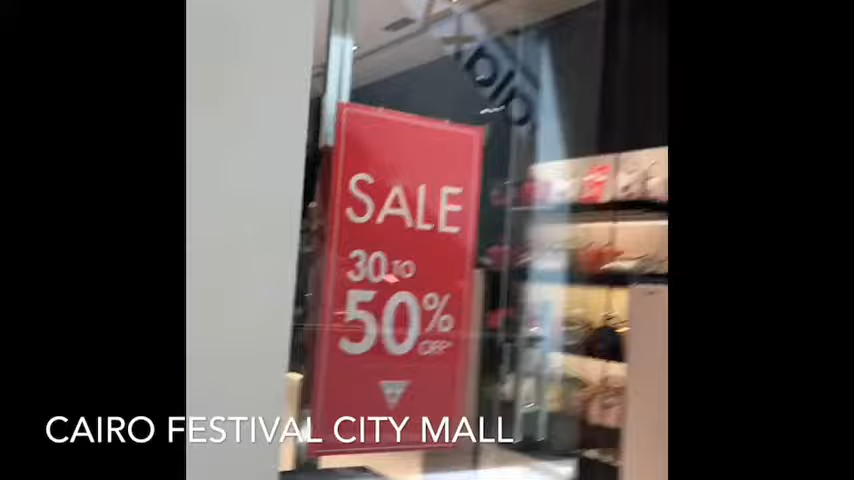 SALE
30 TO
50%
OFF*
CAIRO FESTIVAL CITY MALL